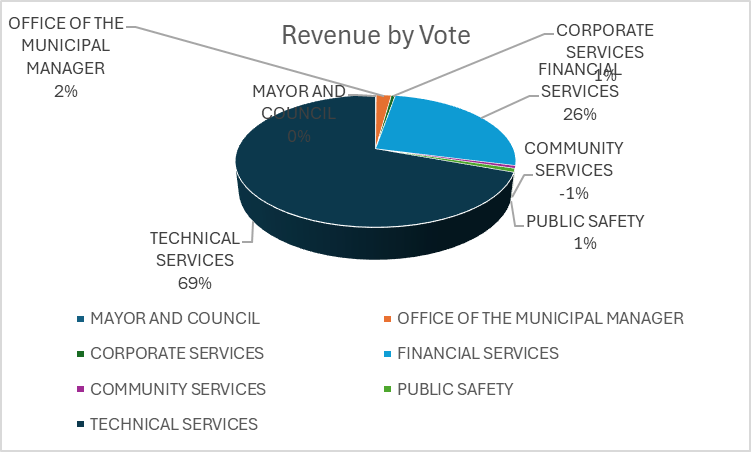 Revenue by Vote
OFFICE OF THE
MUNICIPAL
MANAGER
2%
MAYOR AND
COUNCIL
0%
CORPORATE
SERVICES
1%
FINANCIAL
SERVICES
26%
COMMUNITY
SERVICES
-1%
PUBLIC SAFETY
1%
TECHNICAL
SERVICES
69%
MAYOR AND COUNCIL
OFFICE OF THE MUNICIPAL MANAGER
CORPORATE SERVICES
FINANCIAL SERVICES
COMMUNITY SERVICES
PUBLIC SAFETY
TECHNICAL SERVICES